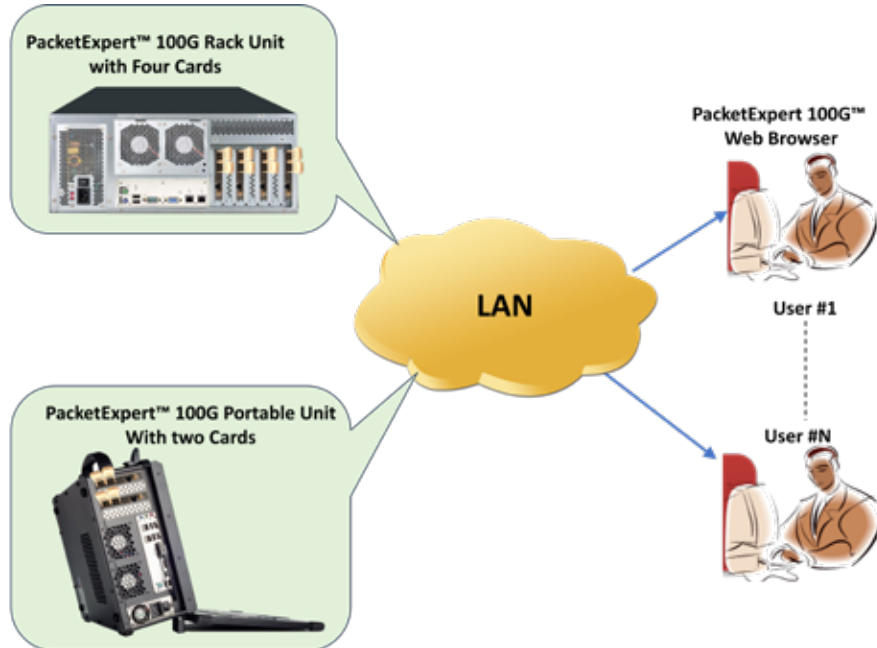 PacketExpert™ 100G Rack Unit
with Four Cards
PacketExpert 100G™
Web Browser
LAN
User #1
PacketExpert™ 100G Portable Unit
With two Cards
User #N